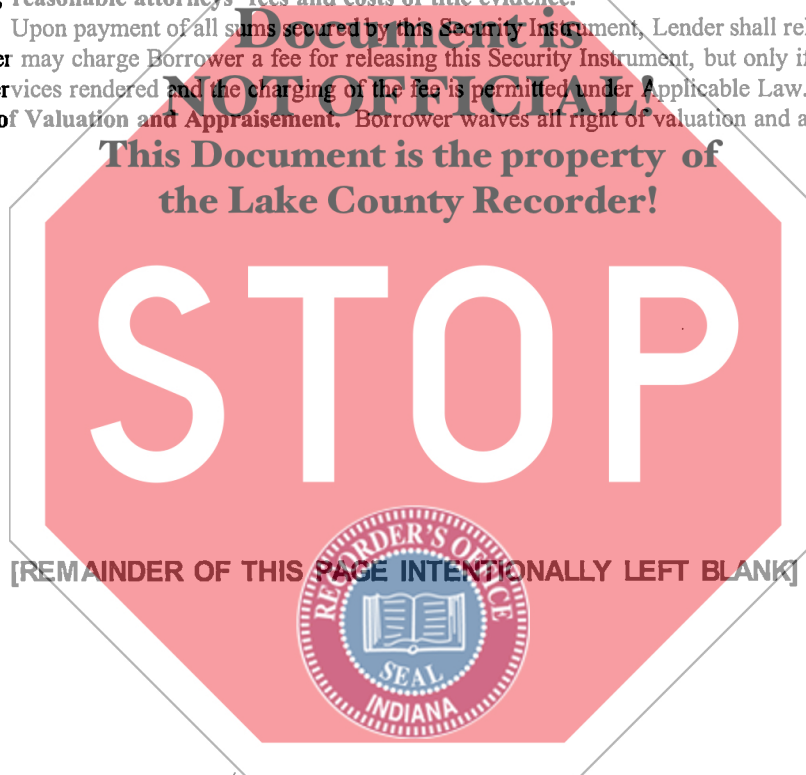 reasonable attorneys' fees and costs of title evidence.
Upon payment of all sums secured by this Security Instrument, Lender shall rel
er may charge Borrower a fee for releasing this Security Instrument, but only if
rvices rendered and the charging of the fee is permitted under Applicable Law.
of Valuation and Appraisement. Borrower waives all right of valuation and a
Document is
NOT OFFICIAL!
This Document is the property of
the Lake County Recorder!
STOP
[REMAINDER OF THIS PAGE INTENTIONALLY LEFT BLANK]
RECORDER'S OFFICE
SEAL
INDIANA